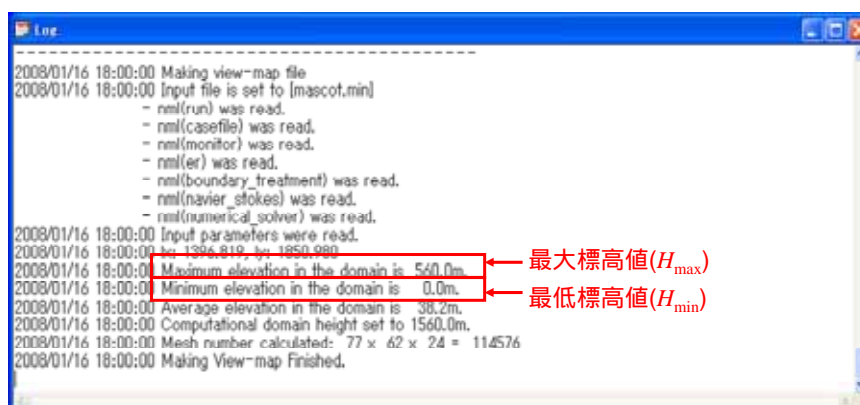 Log
2008/01/16 18:00:00 Making view-map file
2008/01/16 18:00:00 Input file is set to [mascot.min]
- nml(run) was read.
- nml(casefile) was read.
- nml(monitor) was read.
- nml(er) was read.
- nml(boundary_treatment) was read.
- nml(navier_stokes) was read.
- nml(numerical_solver) was read.
2008/01/16 18:00:00 Input parameters were read.
2008/01/16 18:00:00 lx: 1396.819, ly: 1850.980
2008/01/16 18:00:00 Maximum elevation in the domain is 560.0m. 最大標高値(Hmax)
2008/01/16 18:00:00 Minimum elevation in the domain is 0.0m. 最低標高値(Hmin)
2008/01/16 18:00:00 Average elevation in the domain is 38.2m.
2008/01/16 18:00:00 Computational domain height set to 1560.0m.
2008/01/16 18:00:00 Mesh number calculated: 77 x 62 x 24 = 114576
2008/01/16 18:00:00 Making View-map Finished.